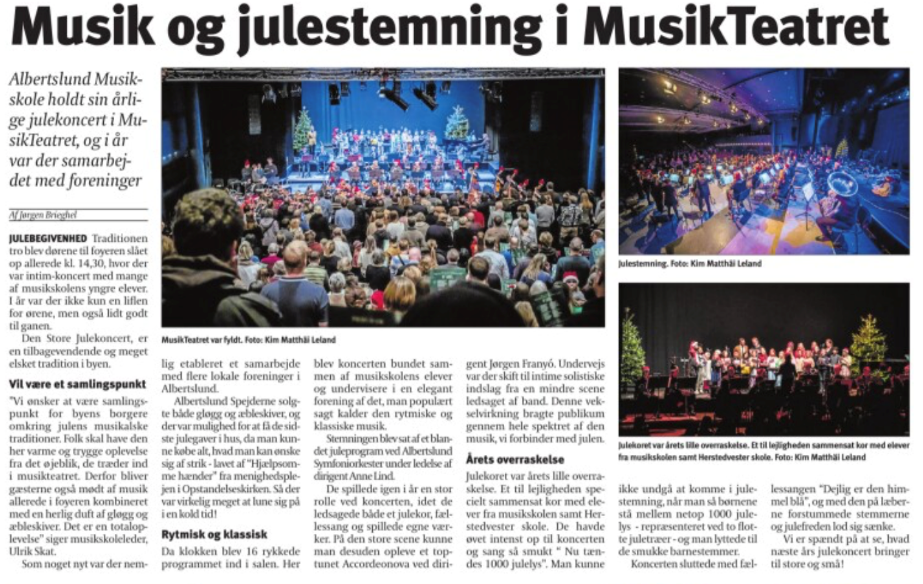 Musik og julestemning i MusikTeatret
Albertslund Musik-
skole holdt sin årli-
ge julekoncert i Mu-
sikTeatret, og i år
var der samarbej-
det med foreninger
Af Jørgen Brieghel
JULEBEGIVENHED Traditionen
tro blev dørene til foyeren slået
op allerede kl. 14,30, hvor der
var intim-koncert med mange
af musikskolens yngre elever.
I år var der ikke kun en liflen
for ørene, men også lidt godt
til ganen.
Den Store Julekoncert, er
en tilbagevendende og meget
elsket tradition i byen.
Vil være et samlingspunkt
"Vi ønsker at være samlings-
punkt for byens borgere
omkring julens musikalske
traditioner. Folk skal have den
her varme og trygge oplevelse
fra det øjeblik, de træder ind
i musikteatret. Derfor bliver
gæsterne også mødt af musik
allerede i foyeren kombineret
med en herlig duft af gløgg og
æbleskiver. Det er en totalop-
levelse" siger musikskoleleder,
Ulrik Skat.
Som noget nyt var der nem-
MusikTeatret var fyldt. Foto: Kim Matthäi Leland
lig etableret et samarbejde
med flere lokale foreninger i
Albertslund.
Albertslund Spejderne solg-
te både gløgg og æbleskiver, og
der var mulighed for at få de sid-
ste julegaver i hus, da man kun-
ne købe alt, hvad man kan ønske
sig af strik - lavet af "Hjælpsom-
me hænder" fra menighedsple-
jen i Opstandelseskirken. Så der
var virkelig meget at lune sig på
i en kold tid!
Rytmisk og klassisk
Da klokken blev 16 rykkede
programmet ind i salen. Her
blev koncerten bundet sam-
men af musikskolens elever
og undervisere i en elegant
forening af det, man populært
sagt kalder den rytmiske og
klassiske musik.
Stemningen blev sat af et blan-
det juleprogram ved Albertslund
Symfoniorkester under ledelse af
dirigent Anne Lind.
De spillede igen i år en stor
rolle ved koncerten, idet de
ledsagede både et julekor, fæl-
lessang og spillede egne vær-
ker. På den store scene kunne
man desuden opleve et top-
tunet Accordeonova ved diri-
gent Jørgen Franyó. Undervejs
var der skift til intime solistiske
indslag fra en mindre scene
ledsaget af band. Denne vek-
selvirkning bragte publikum
gennem hele spektret af den
musik, vi forbinder med julen.
Årets overraskelse
Julekoret var årets lille overra-
skelse. Et til lejligheden spe-
cielt sammensat kor med ele-
ver fra musikskolen samt Her-
stedvester skole. De havde
øvet intenst op til koncerten
og sang så smukt " Nu tæn-
des 1000 julelys". Man kunne
Julestemning. Foto: Kim Matthäi Leland
Julekoret var årets lille overraskelse. Et til lejligheden sammensat kor med elever
fra musikskolen samt Herstedvester skole. Foto: Kim Matthäi Leland
ikke undgå at komme i jule-
stemning, når man så børnene
stå mellem netop 1000 jule-
lys - repræsenteret ved to flot-
te juletræer - og man lyttede til
de smukke barnestemmer.
Koncerten sluttede med fæl-
lessangen "Dejlig er den him-
mel blå", og med den på læberne
forstummede stemmerne
og julefreden lod sig sænke.
Vi er spændt på at se, hvad
næste års julekoncert bringer
til store og små!